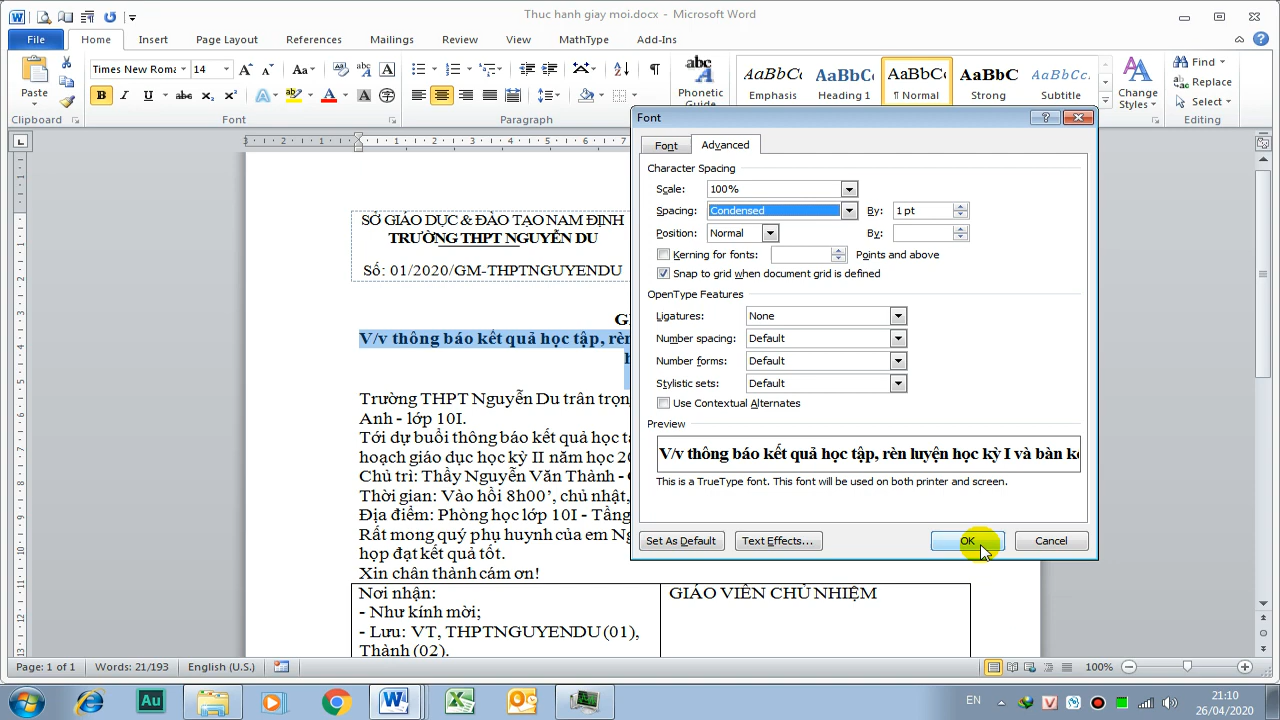 Thuc hanh giay moi.docx - Microsoft Word
File Home Insert Page Layout References Mailings Review View MathType Add-Ins
Times New Roma 14
Paste
AaBbCc AaBbCc AaBbCc AaBbCc AaBbCc
Phonetic Guide
Emphasis Heading 1 ¶ Normal Strong Subtitle
Change Styles
Find
Replace
Select
Clipboard Font Paragraph Editing
Font
Font Advanced
Character Spacing
Scale: 100%
Spacing: Condensed By: 1 pt
Position: Normal By:
Kerning for fonts: Points and above
Snap to grid when document grid is defined
OpenType Features
Ligatures: None
Number spacing: Default
Number forms: Default
Stylistic sets: Default
Use Contextual Alternates
Preview
V/v thông báo kết quả học tập, rèn luyện học kỳ I và bàn k
This is a TrueType font. This font will be used on both printer and screen.
Set As Default Text Effects... OK Cancel
SỞ GIÁO DỤC & ĐÀO TẠO NAM ĐỊNH
TRƯỜNG THPT NGUYỄN DU
Số: 01/2020/GM-THPTNGUYENDU
V/v thông báo kết quả học tập, rèn
Trường THPT Nguyễn Du trân trọn
Anh - lớp 10I.
Tới dự buổi thông báo kết quả học t
hoạch giáo dục học kỳ II năm học 20
Chủ trì: Thầy Nguyễn Văn Thành -
Thời gian: Vào hồi 8h00’, chủ nhật,
Địa điểm: Phòng học lớp 10I - Tầng
Rất mong quý phụ huynh của em Ng
họp đạt kết quả tốt.
Xin chân thành cám ơn!
Nơi nhận: GIÁO VIÊN CHỦ NHIỆM
- Như kính mời;
- Lưu: VT, THPTNGUYENDU (01),
Thành (02).
Page: 1 of 1 Words: 21/193 English (U.S.) 100%
EN 21:10
26/04/2020